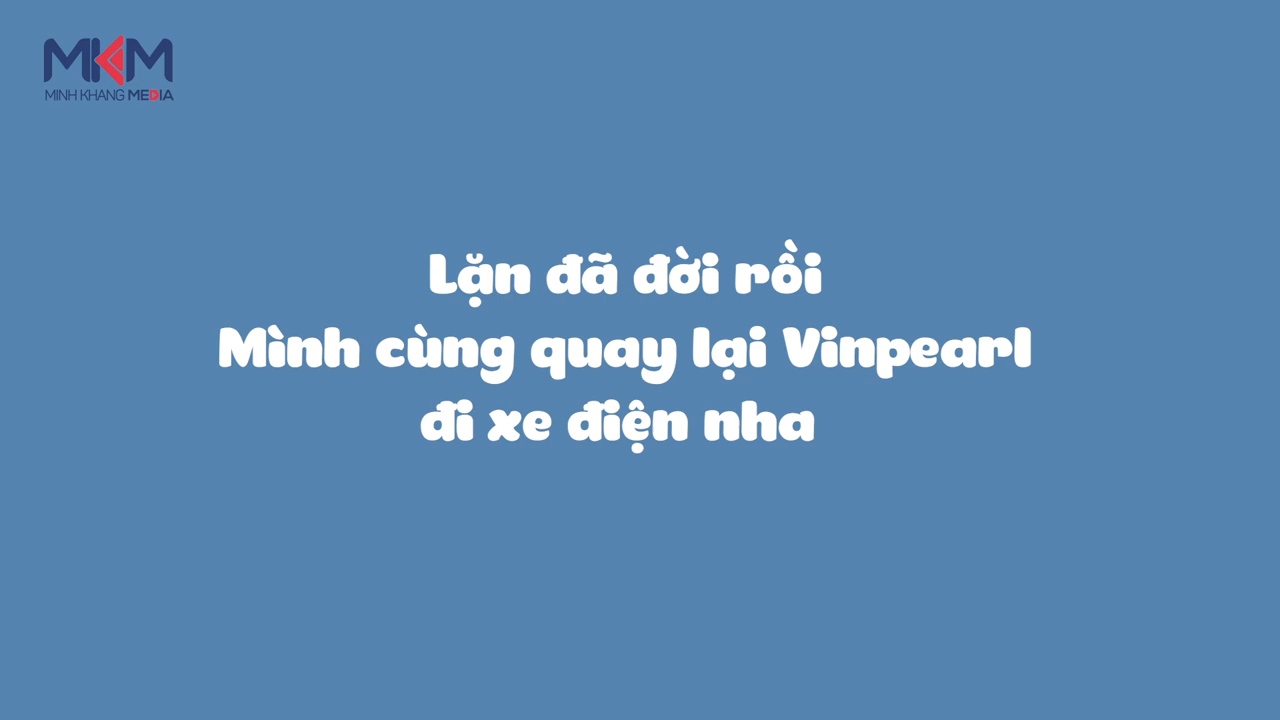 MKM
MINH KHANG MEDIA
Lặn đã đời rồi
Mình cùng quay lại Vinpearl
đi xe điện nha